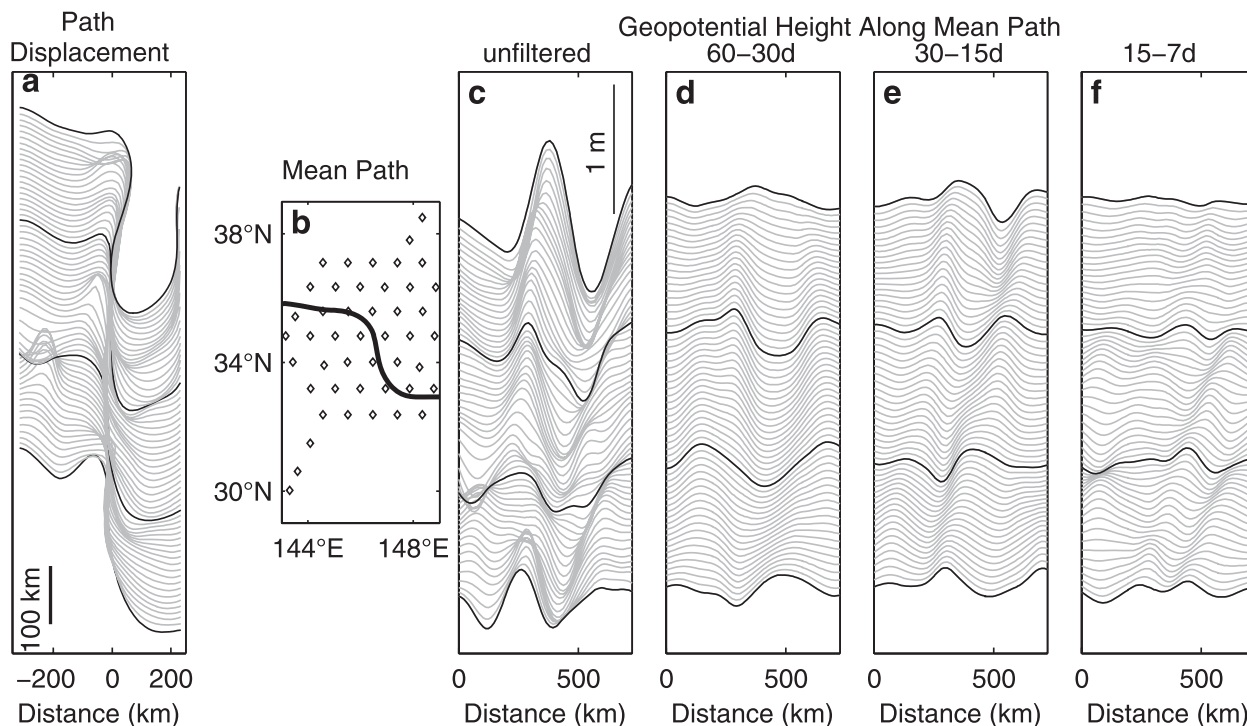 Path
Displacement
a
100 km
−200 0 200
Distance (km)
Mean Path
b
38°N
34°N
30°N
144°E 148°E
Geopotential Height Along Mean Path
unfiltered 60−30d 30−15d 15−7d
c
1 m
d
e
f
0 500
0 500
0 500
0 500
Distance (km) Distance (km) Distance (km) Distance (km)